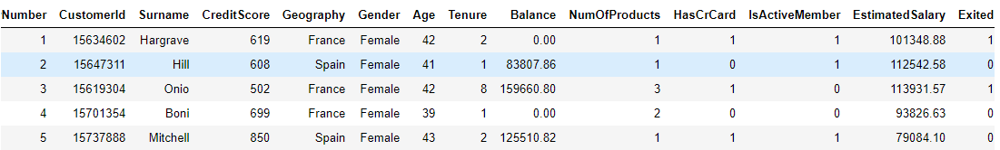 Number CustomerId Surname CreditScore Geography Gender Age Tenure Balance NumOfProducts HasCrCard IsActiveMember EstimatedSalary Exited
1 15634602 Hargrave 619 France Female 42 2 0.00 1 1 1 101348.88 1
2 15647311 Hill 608 Spain Female 41 1 83807.86 1 0 1 112542.58 0
3 15619304 Onio 502 France Female 42 8 159660.80 3 1 0 113931.57 1
4 15701354 Boni 699 France Female 39 1 0.00 2 0 0 93826.63 0
5 15737888 Mitchell 850 Spain Female 43 2 125510.82 1 1 1 79084.10 0